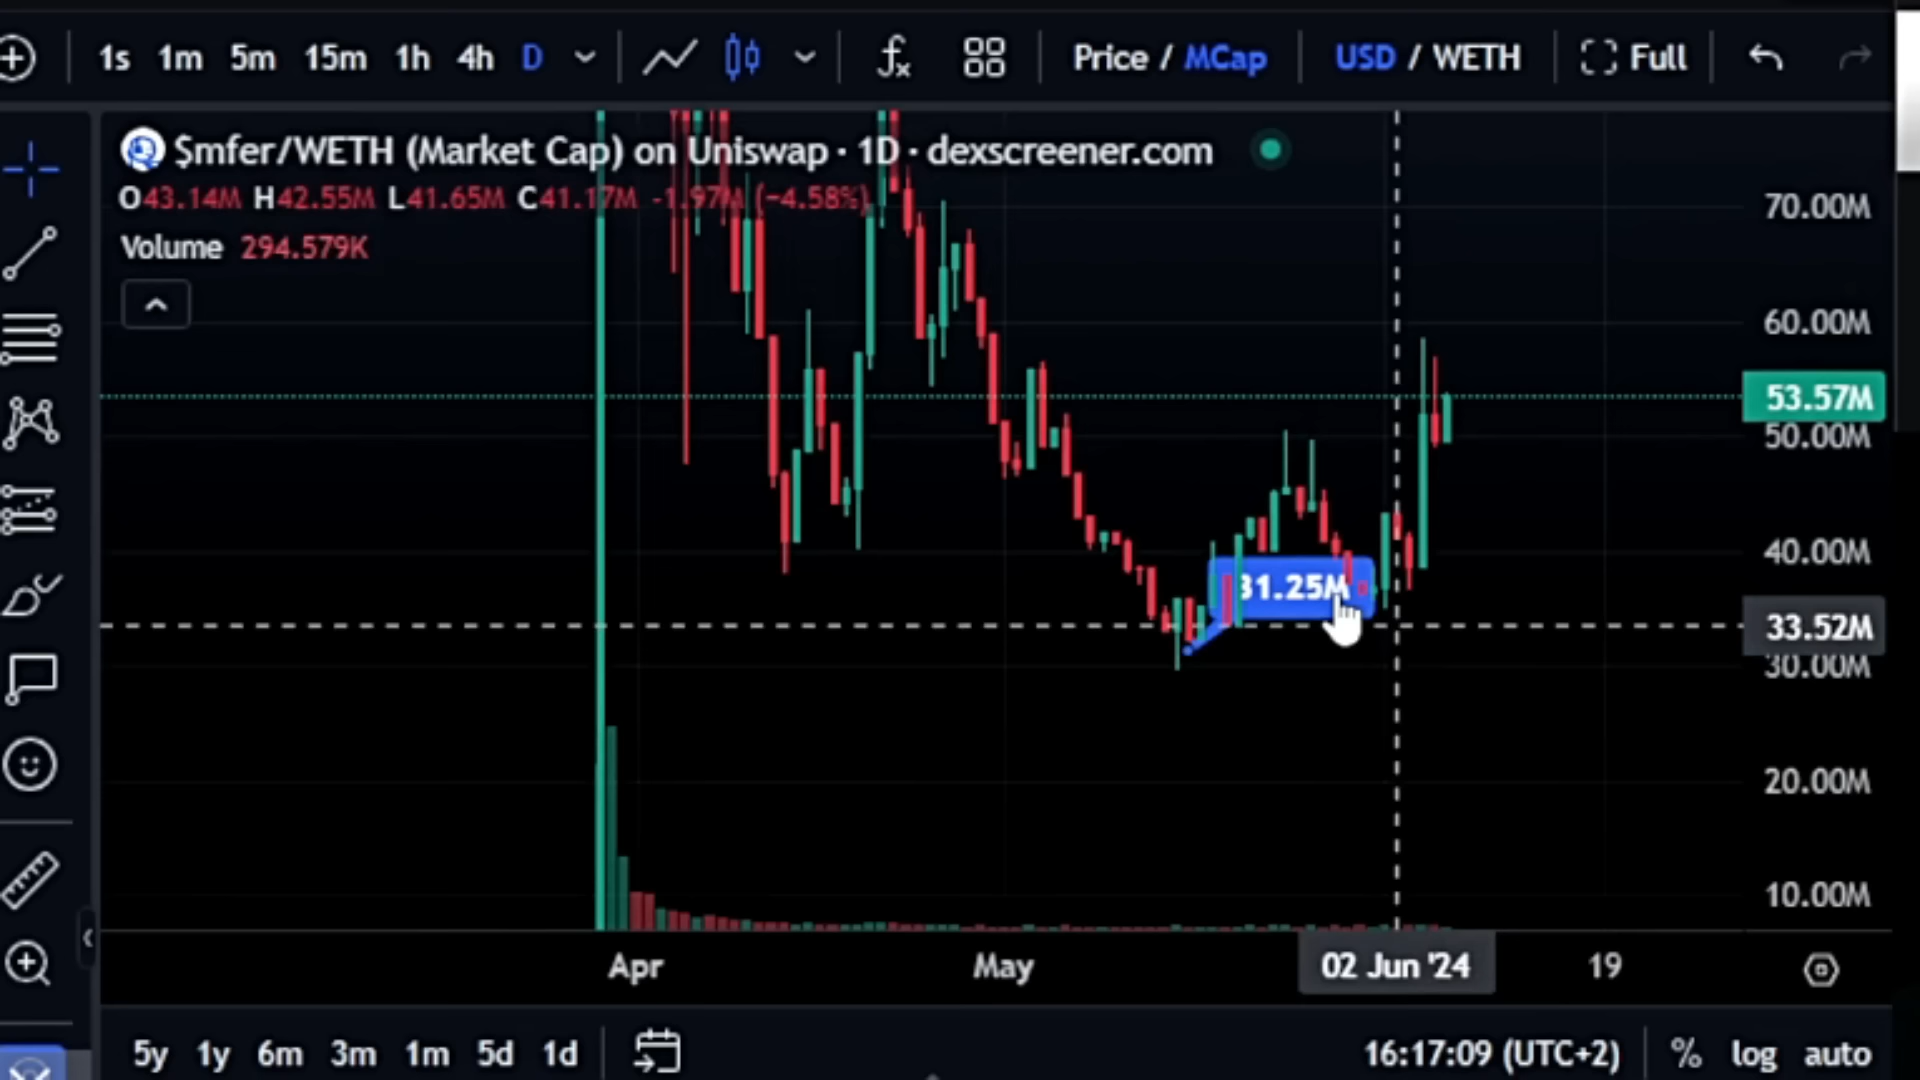 1s 1m 5m 15m 1h 4h D Price / MCap USD / WETH Full
$mfer/WETH (Market Cap) on Uniswap · 1D · dexscreener.com
O43.14M H42.55M L41.65M C41.17M -1.97M (−4.58%)
Volume 294.579K
70.00M
60.00M
53.57M
50.00M
40.00M
31.25M
33.52M
30.00M
20.00M
10.00M
Apr May 02 Jun '24 19
5y 1y 6m 3m 1m 5d 1d 16:17:09 (UTC+2) % log auto